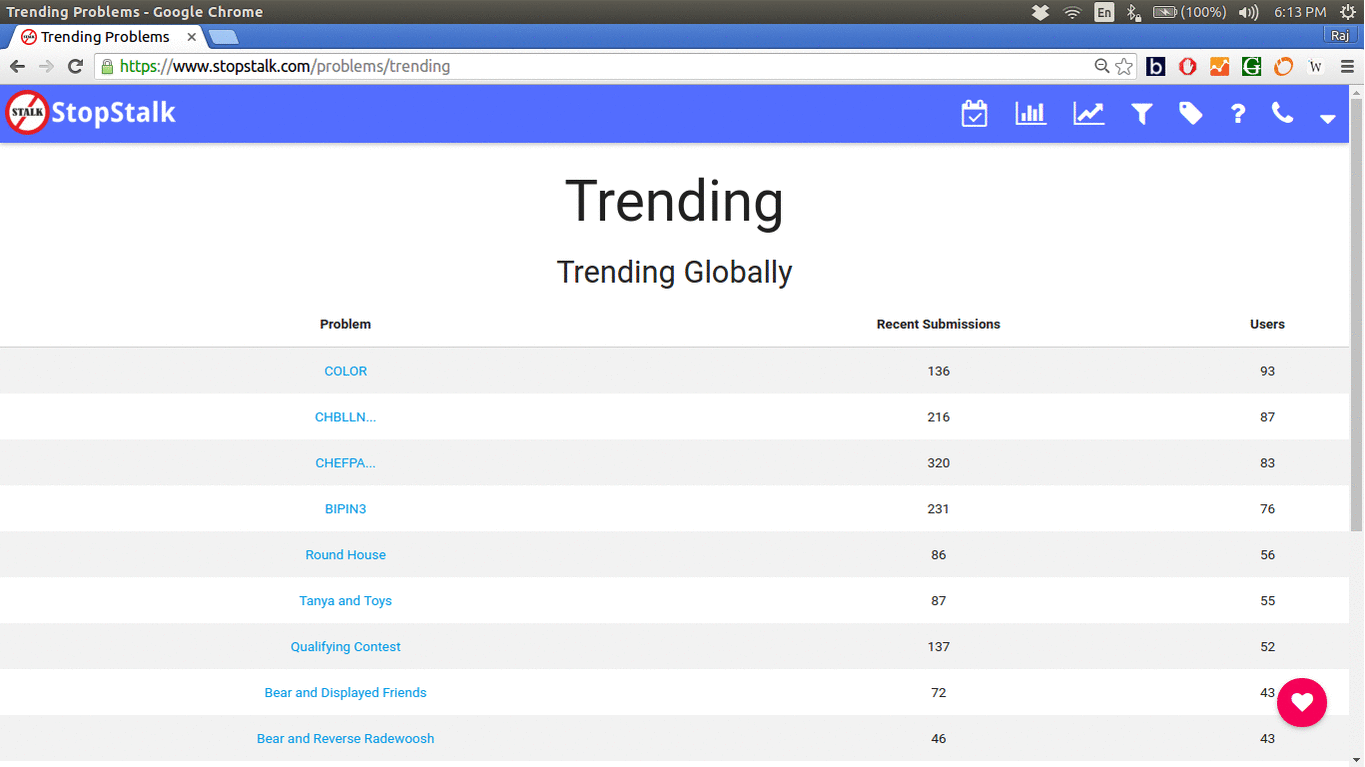 Trending Problems - Google Chrome
En
(100%)
6:13 PM
Trending Problems
Raj
https://www.stopstalk.com/problems/trending
b
G
W
STALK
StopStalk
?
Trending
Trending Globally
Problem Recent Submissions Users
COLOR 136 93
CHBLLN... 216 87
CHEFPA... 320 83
BIPIN3 231 76
Round House 86 56
Tanya and Toys 87 55
Qualifying Contest 137 52
Bear and Displayed Friends 72 43
Bear and Reverse Radewoosh 46 43